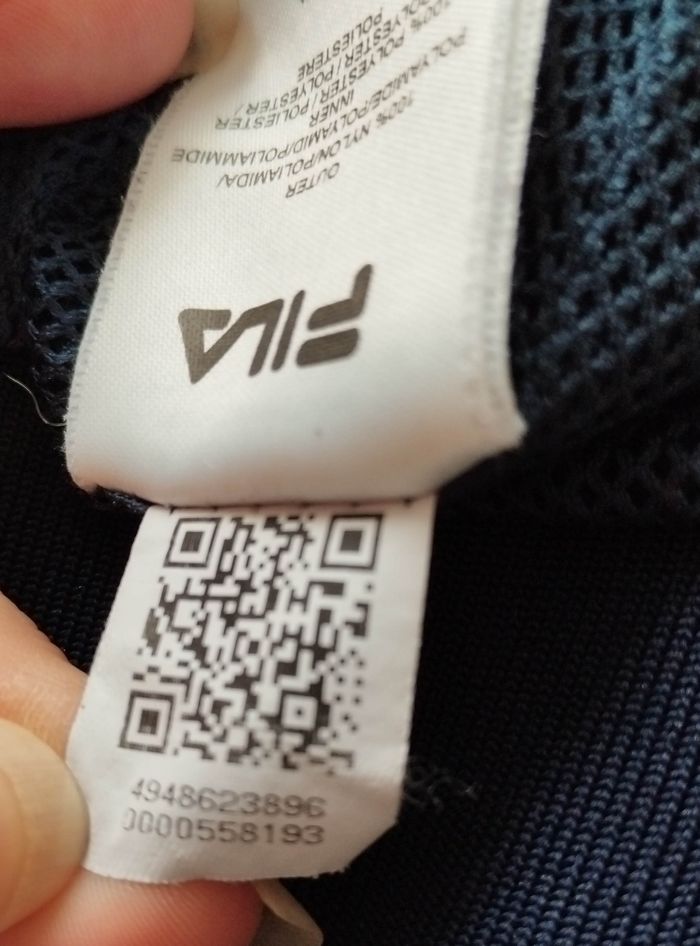 FILA
OUTER
100% NYLON/POLIAMIDA/
POLYAMIDE/POLYAMID/POLIAMMIDE
INNER
100% POLYESTER / POLIESTER
/ POLYESTER / POLYESTER /
POLIESTERE
4948623896
0000558193